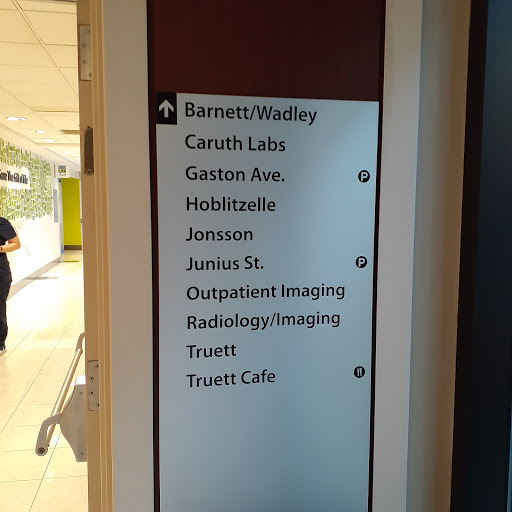 Barnett/Wadley
Caruth Labs
Gaston Ave. P
Hoblitzelle
Jonsson
Junius St. P
Outpatient Imaging
Radiology/Imaging
Truett
Truett Cafe